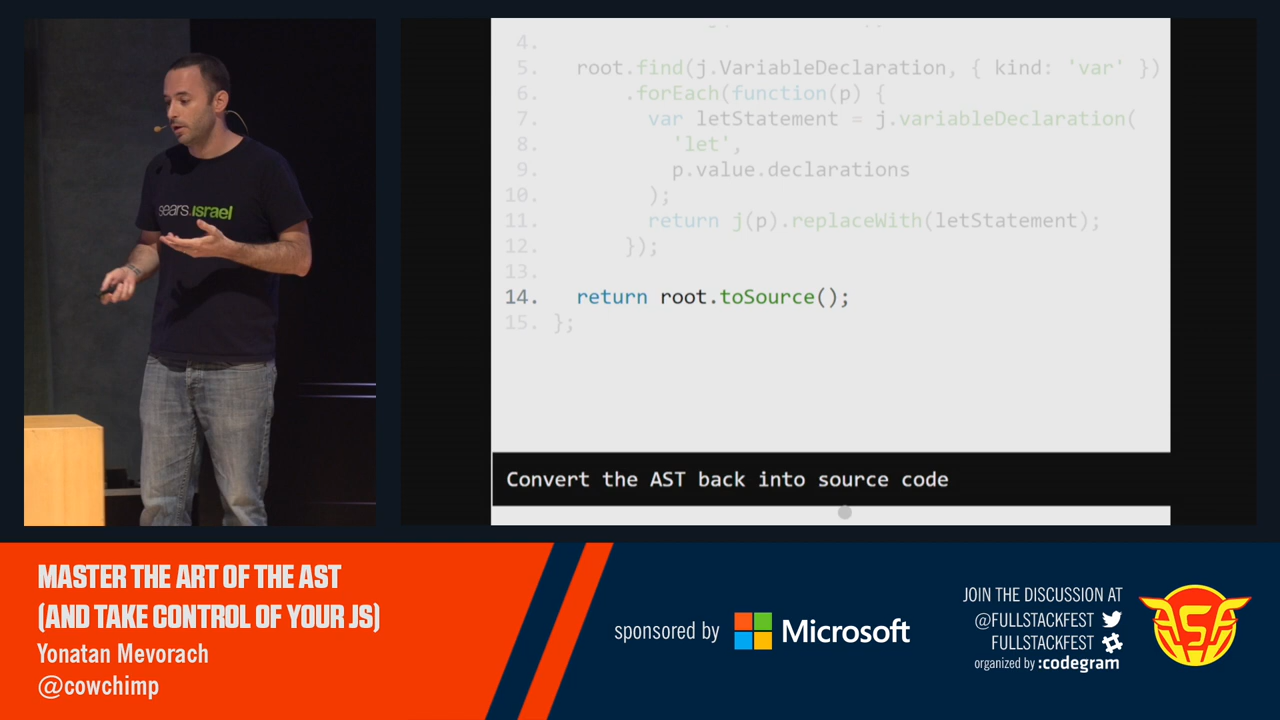 sears.israel
4.
5. root.find(j.VariableDeclaration, { kind: 'var' })
6. .forEach(function(p) {
7. var letStatement = j.variableDeclaration(
8. 'let',
9. p.value.declarations
10. );
11. return j(p).replaceWith(letStatement);
12. });
13.
14. return root.toSource();
15. };
Convert the AST back into source code
MASTER THE ART OF THE AST
(AND TAKE CONTROL OF YOUR JS)
Yonatan Mevorach
@cowchimp
sponsored by Microsoft
JOIN THE DISCUSSION AT
@FULLSTACKFEST
FULLSTACKFEST
organized by :codegram
FSF